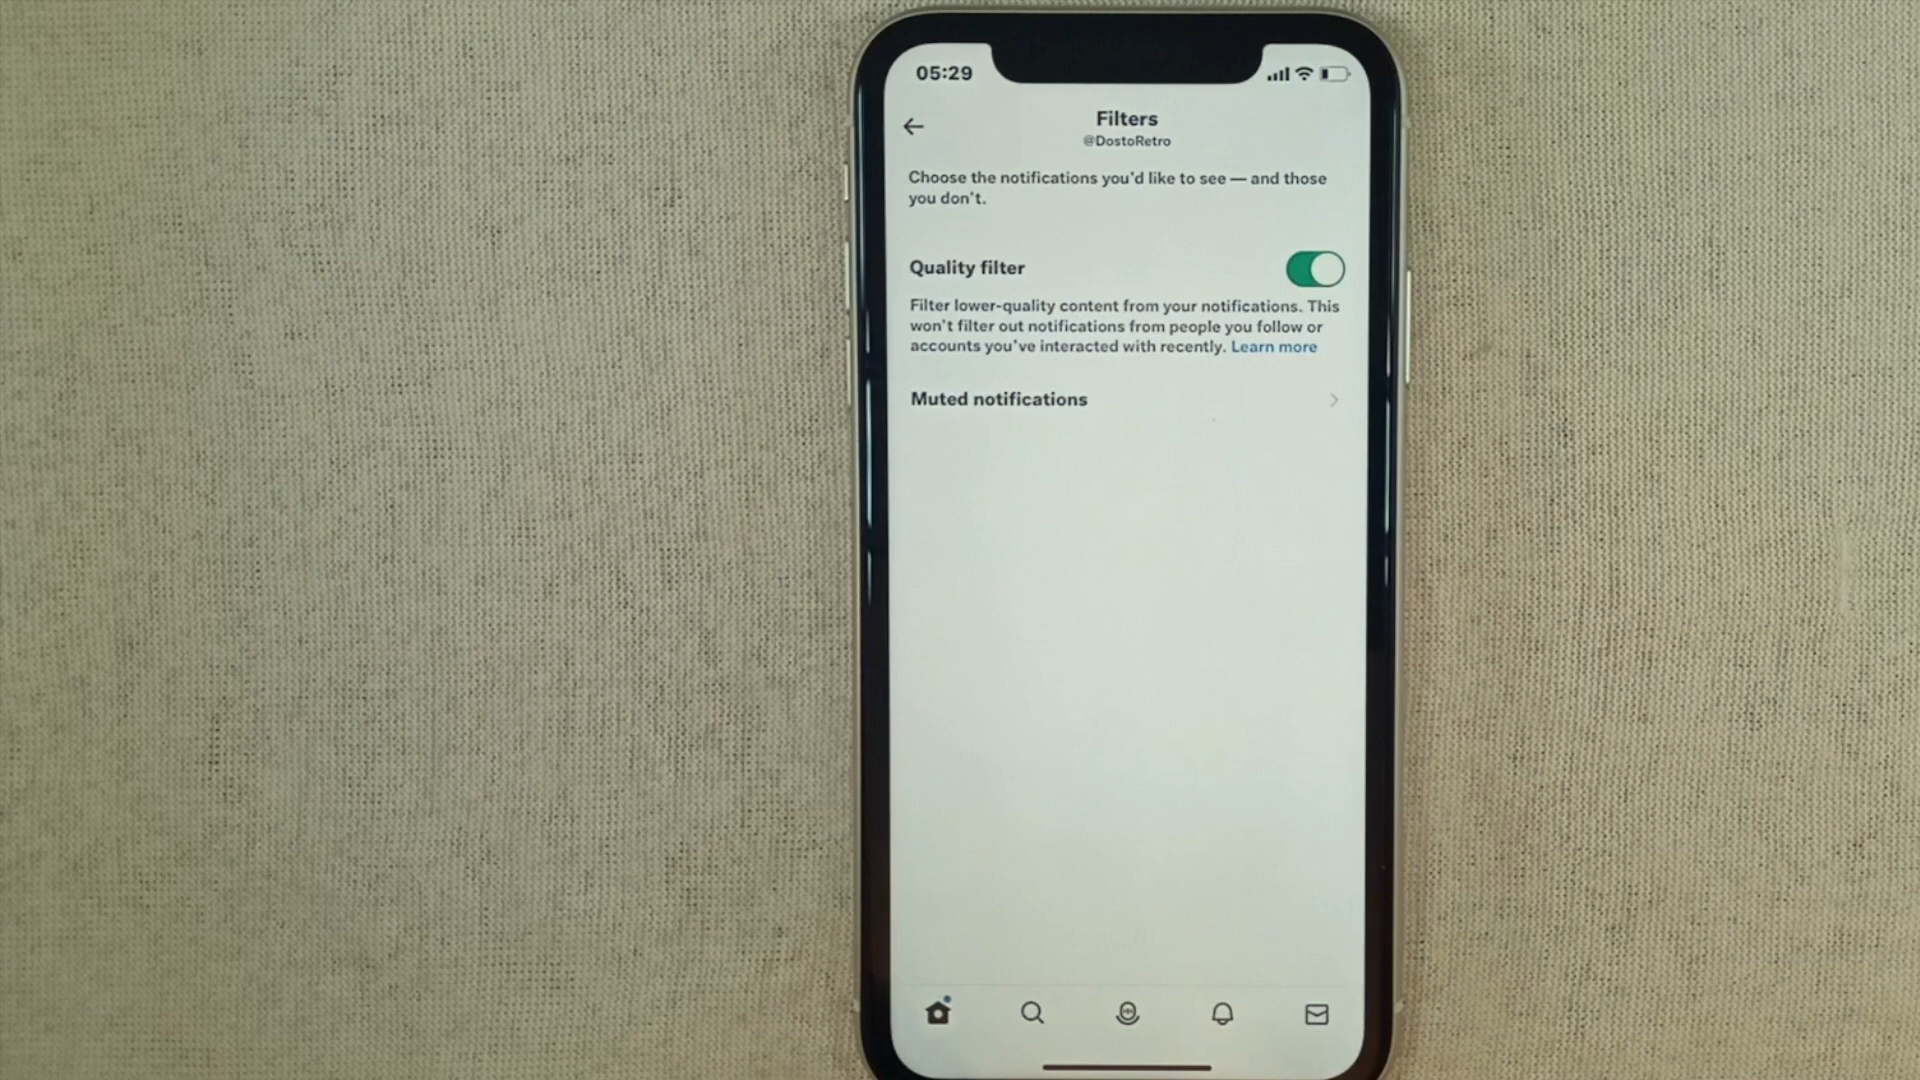 05:29
Filters
@DostoRetro
Choose the notifications you'd like to see — and those
you don't.
Quality filter
Filter lower-quality content from your notifications. This
won't filter out notifications from people you follow or
accounts you've interacted with recently. Learn more
Muted notifications